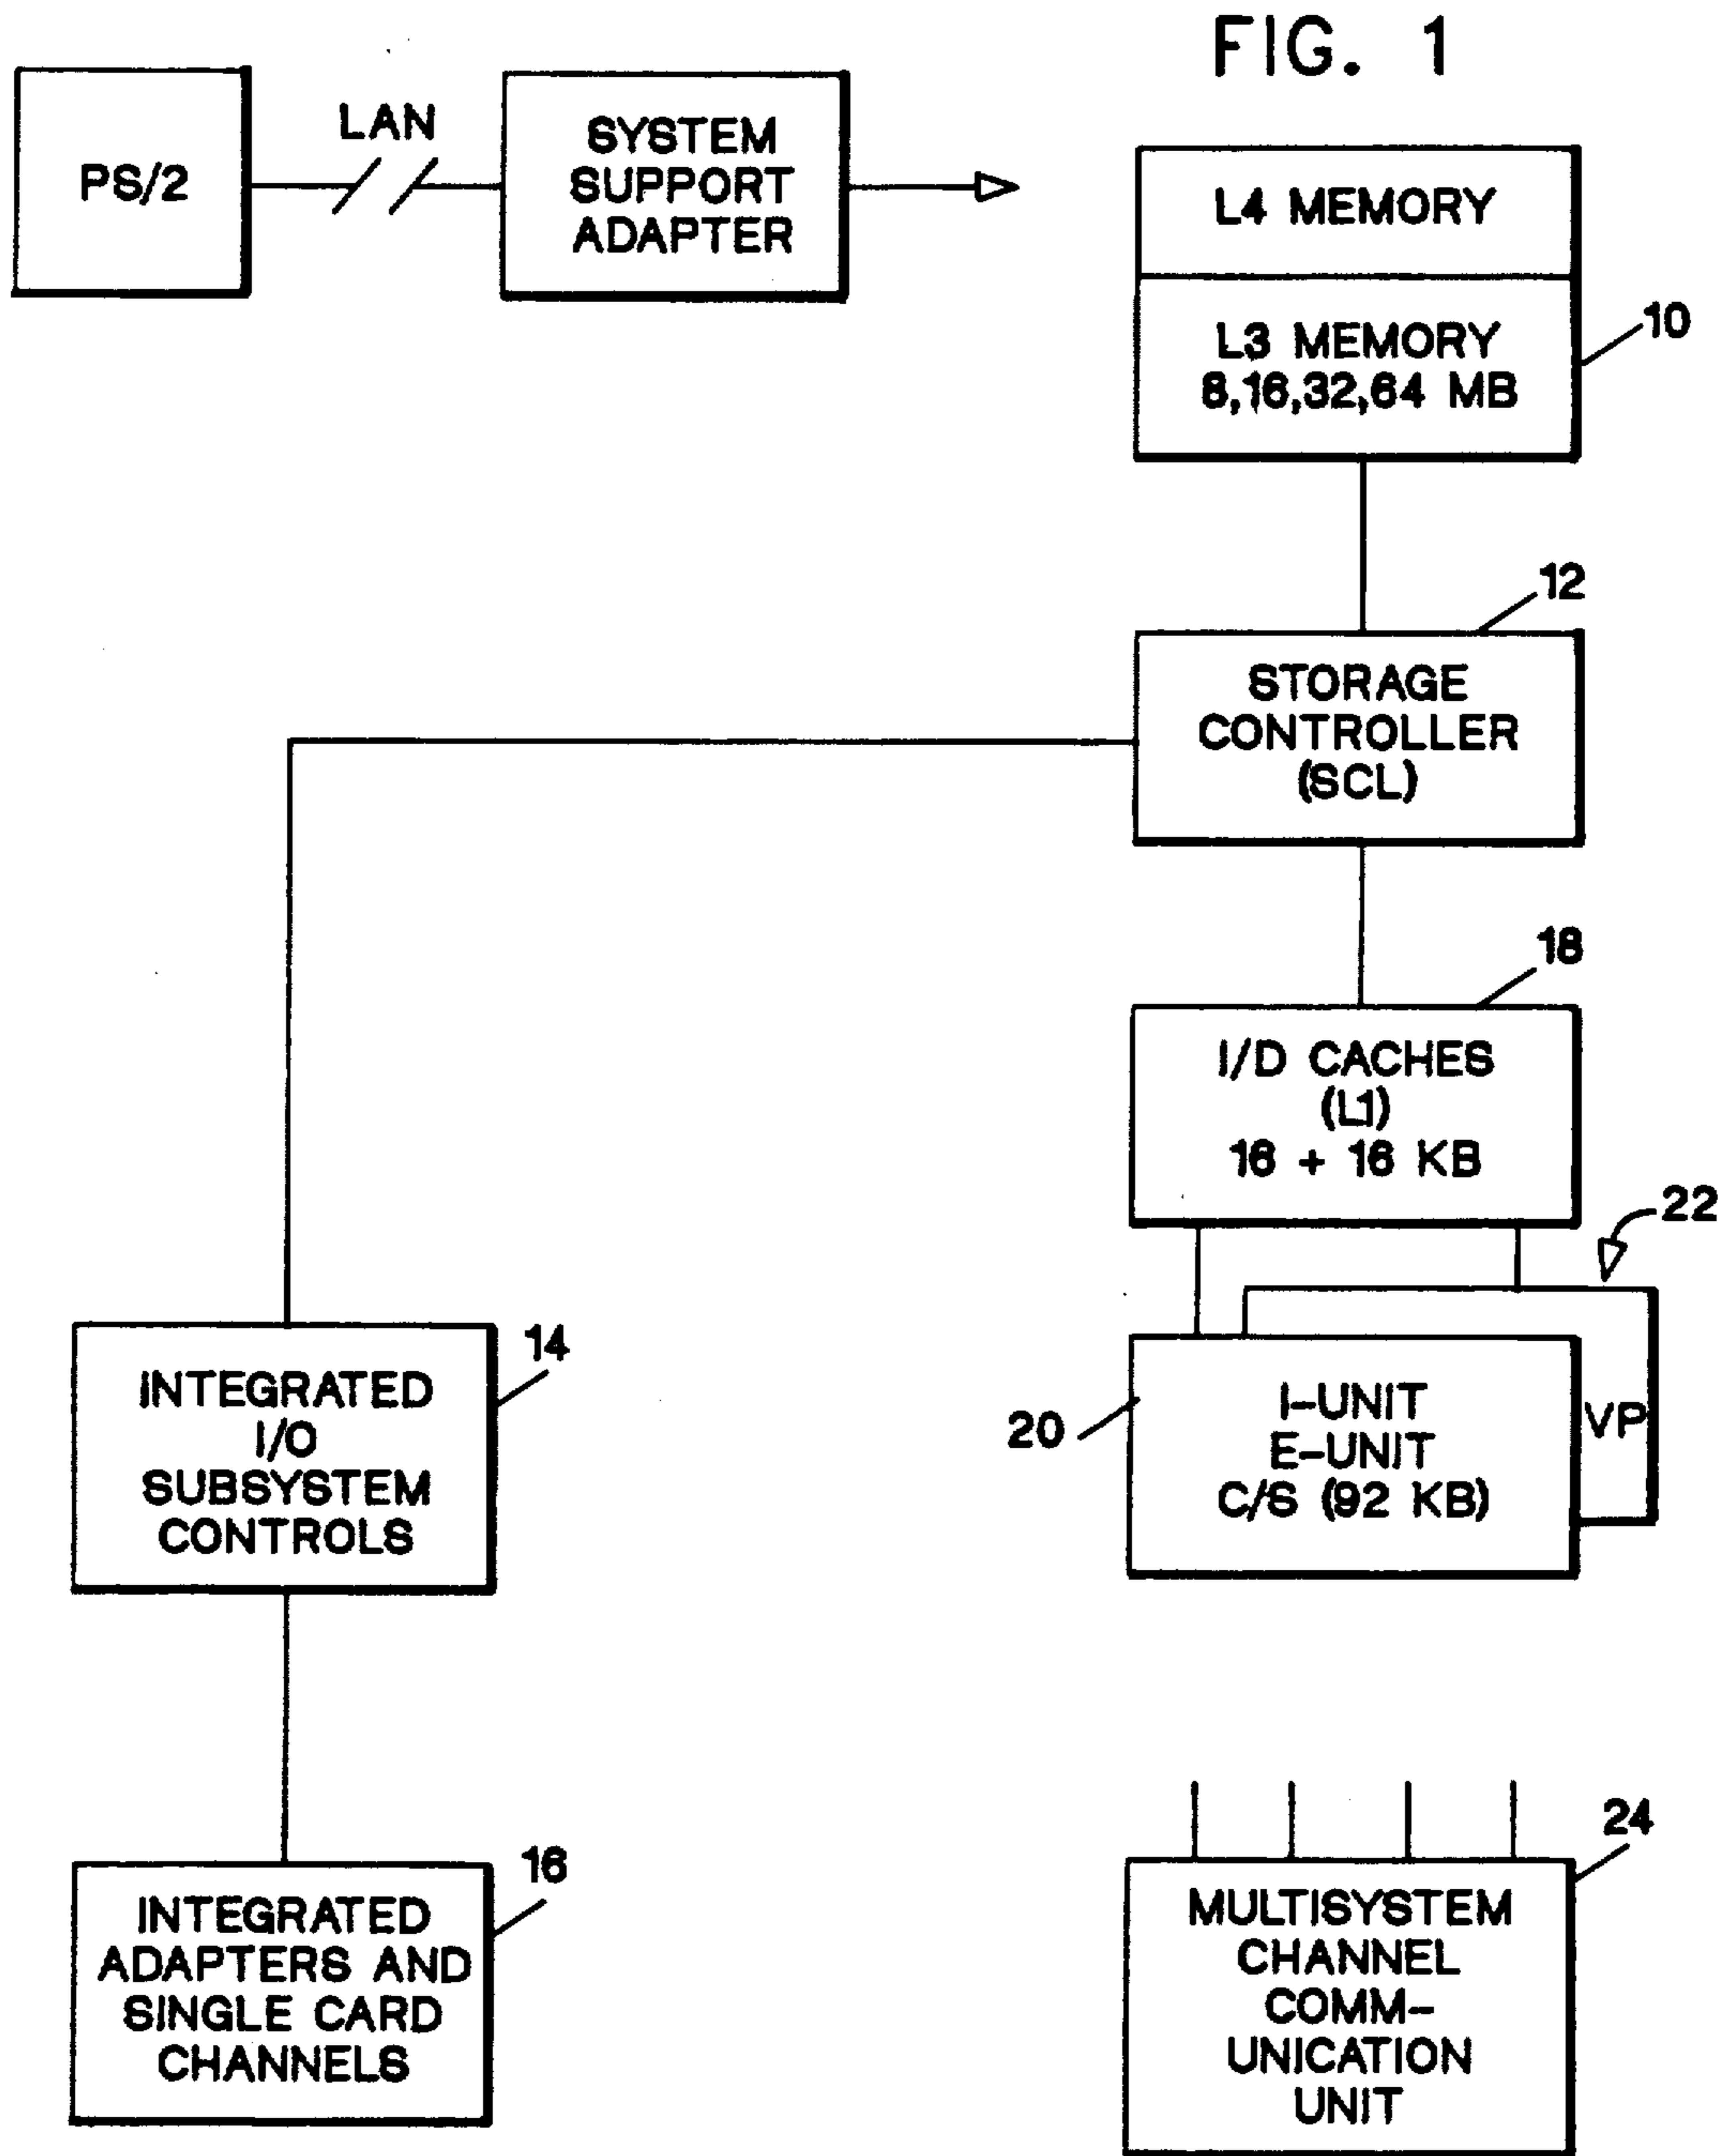 FIG. 1
PS/2
LAN
SYSTEM
SUPPORT
ADAPTER
L4 MEMORY
L3 MEMORY
8,16,32,64 MB
10
12
STORAGE
CONTROLLER
(SCL)
18
I/D CACHES
(L1)
16 + 16 KB
22
14
INTEGRATED
I/O
SUBSYSTEM
CONTROLS
20
I-UNIT
E-UNIT
C/S (92 KB)
VP
16
INTEGRATED
ADAPTERS AND
SINGLE CARD
CHANNELS
24
MULTISYSTEM
CHANNEL
COMM-
UNICATION
UNIT